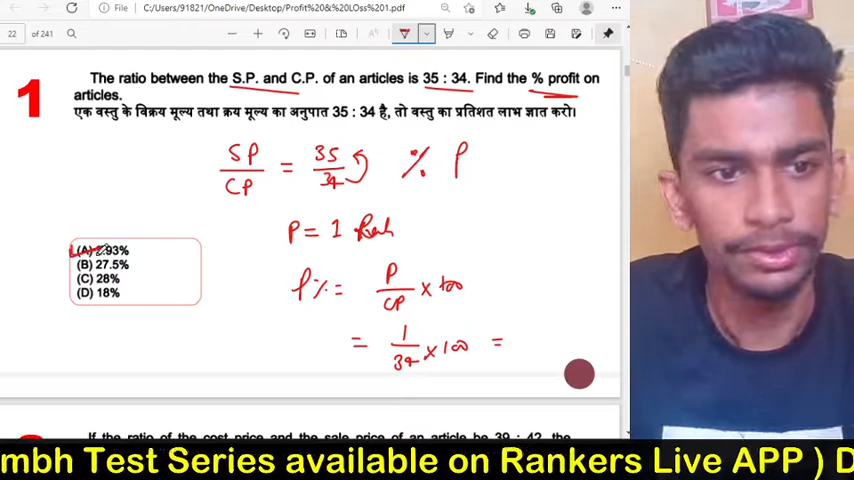 File
C:/Users/91821/OneDrive/Desktop/Profit%20&%20LOss%201.pdf
22 of 241
1
The ratio between the S.P. and C.P. of an articles is 35 : 34. Find the % profit on
articles.
एक वस्तु के विक्रय मूल्य तथा क्रय मूल्य का अनुपात 35 : 34 है, तो वस्तु का प्रतिशत लाभ ज्ञात करो।
SP/CP = 35/34 % P
P = 1
(A) 2.93%
(B) 27.5%
(C) 28%
(D) 18%
P% = P/CP × 100
= 1/34 × 100 =
If the ratio of the cost price and the sale price of an article be 39 : 42, the
mbh Test Series available on Rankers Live APP ) D